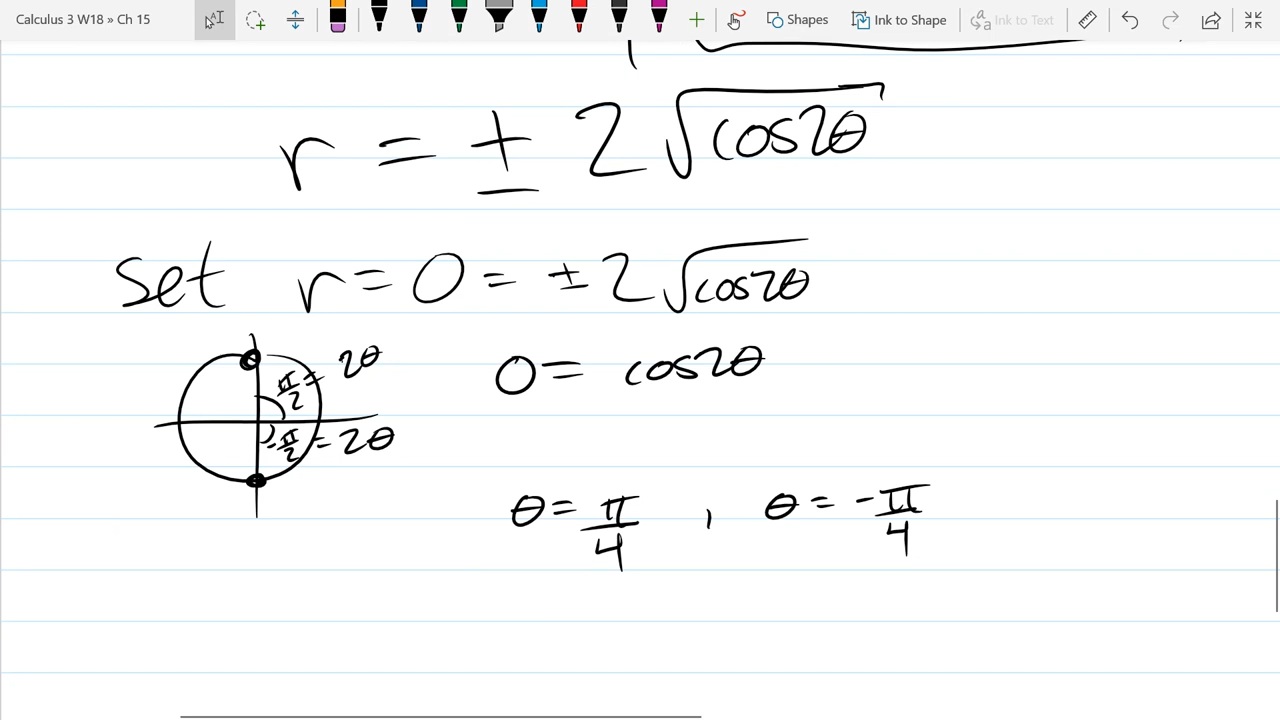 Calculus 3 W18 » Ch 15
Shapes
Ink to Shape
Ink to Text
r = ± 2√cos2θ
Set r = 0 = ± 2√cos2θ
π/2 = 2θ
0 = cos2θ
-π/2 = 2θ
θ = π/4 , θ = -π/4